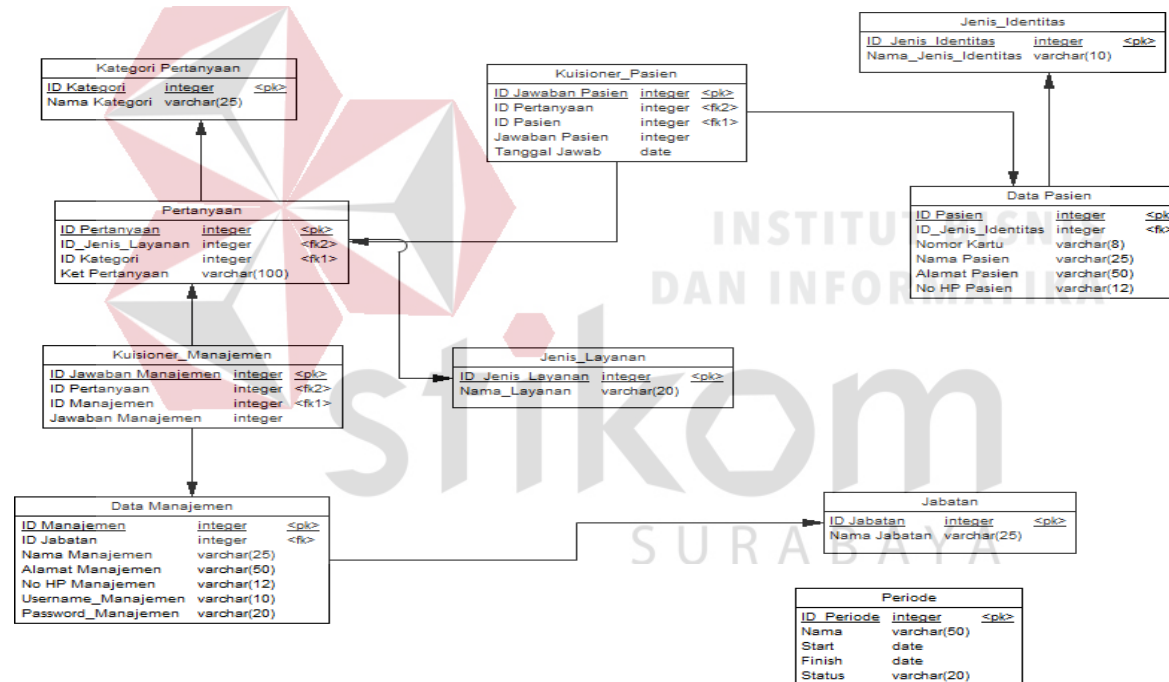 Jenis_Identitas
ID_Jenis_Identitas integer <pk>
Nama_Jenis_Identitas varchar(10)
Kategori Pertanyaan
ID Kategori integer <pk>
Nama Kategori varchar(25)
Kuisioner_Pasien
ID Jawaban Pasien integer <pk>
ID Pertanyaan integer <fk2>
ID Pasien integer <fk1>
Jawaban Pasien integer
Tanggal Jawab date
Data Pasien
ID Pasien integer <pk
ID_Jenis_Identitas integer <fk>
Nomor Kartu varchar(8)
Nama Pasien varchar(25)
Alamat Pasien varchar(50)
No HP Pasien varchar(12)
Pertanyaan
ID Pertanyaan integer <pk>
ID_Jenis_Layanan integer <fk2>
ID Kategori integer <fk1>
Ket Pertanyaan varchar(100)
INSTITUT BISN
DAN INFORMATIKA
Kuisioner_Manajemen
ID Jawaban Manajemen integer <pk>
ID Pertanyaan integer <fk2>
ID Manajemen integer <fk1>
Jawaban Manajemen integer
Jenis_Layanan
ID_Jenis_Layanan integer <pk>
Nama_Layanan varchar(20)
stikom
SURABAYA
Data Manajemen
ID Manajemen integer <pk>
ID Jabatan integer <fk>
Nama Manajemen varchar(25)
Alamat Manajemen varchar(50)
No HP Manajemen varchar(12)
Username_Manajemen varchar(10)
Password_Manajemen varchar(20)
Jabatan
ID Jabatan integer <pk>
Nama Jabatan varchar(25)
Periode
ID_Periode integer <pk>
Nama varchar(50)
Start date
Finish date
Status varchar(20)